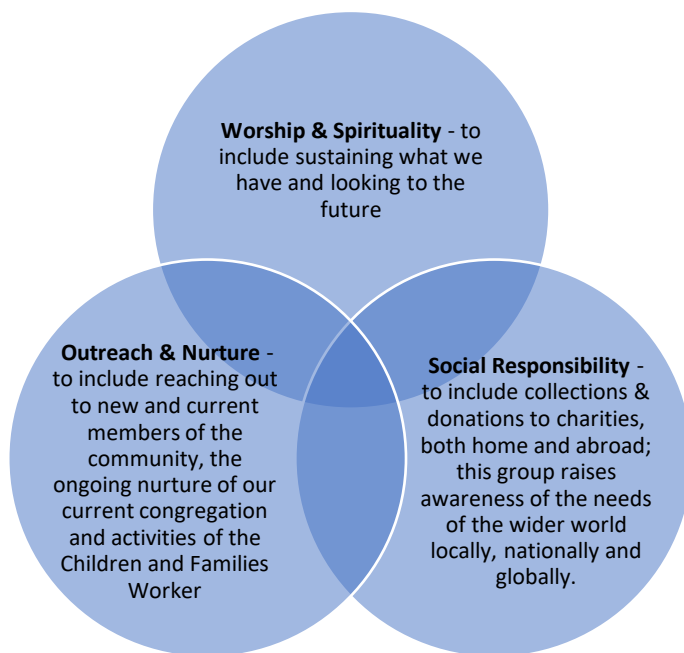 Worship & Spirituality - to
include sustaining what we
have and looking to the
future
Outreach & Nurture -
to include reaching out
to new and current
members of the
community, the
ongoing nurture of our
current congregation
and activities of the
Children and Families
Worker
Social Responsibility -
to include collections &
donations to charities,
both home and abroad;
this group raises
awareness of the needs
of the wider world
locally, nationally and
globally.